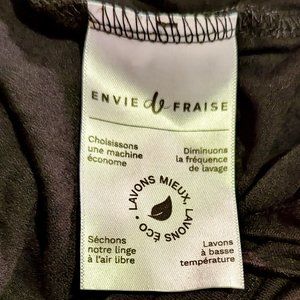 ENVIE de FRAISE
Choisissons
une machine
économe
Diminuons
la fréquence
de lavage
• LAVONS MIEUX, LAVONS ÉCO
Séchons
notre linge
à l'air libre
Lavons
à basse
température